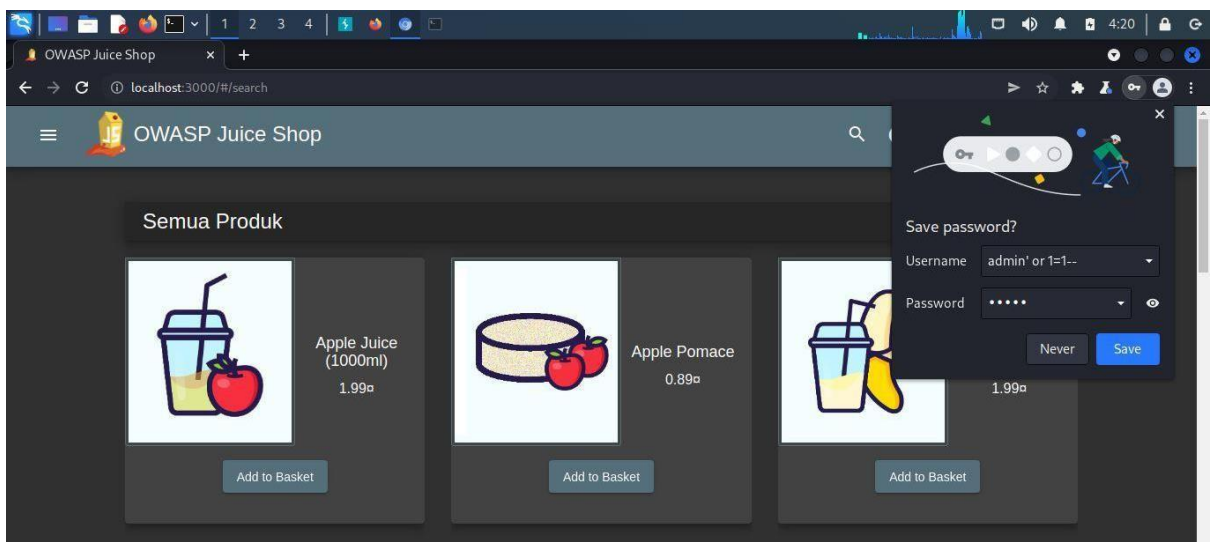 1 2 3 4
4:20
OWASP Juice Shop
localhost:3000/#/search
OWASP Juice Shop
JS
Save password?
Username admin' or 1=1--
Password •••••
Never Save
Semua Produk
Apple Juice
(1000ml)
1.99¤
Add to Basket
Apple Pomace
0.89¤
Add to Basket
1.99¤
Add to Basket